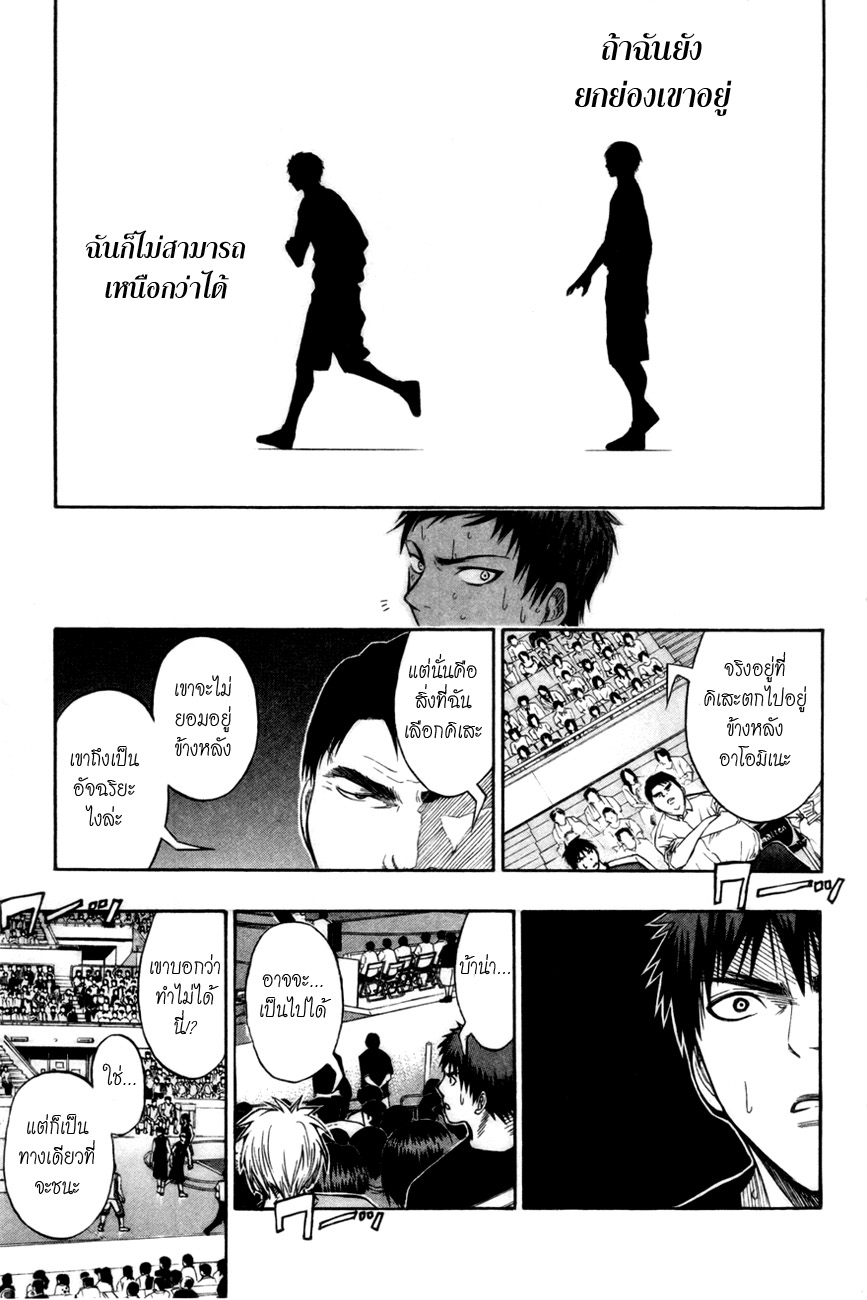 ถ้าฉันยัง
ยกย่องเขาอยู่
ฉันก็ไม่สามารถ
เหนือกว่าได้
จริงอยู่ที่
คิเสะตกไปอยู่
ข้างหลัง
อาโอมิเนะ
แต่นั่นคือ
สิ่งที่ฉัน
เลือกคิเสะ
เขาจะไม่
ยอมอยู่
ข้างหลัง
เขาถึงเป็น
อัจฉริยะ
ไงล่ะ
ワーッ
บ้าน่า...
อาจจะ...
เป็นไปได้
ワーッ
เขาบอกว่า
ทำไม่ได้
นี่!?
ใช่...
แต่ก็เป็น
ทางเดียวที่
จะชนะ
ワーッ